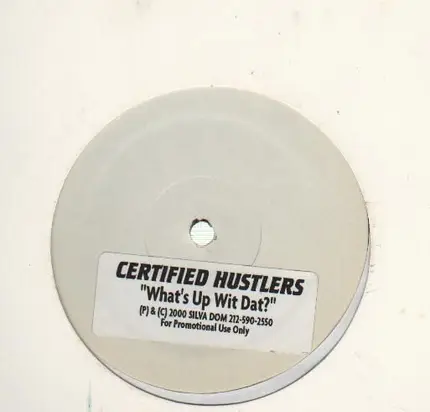 CERTIFIED HUSTLERS
"What's Up Wit Dat?"
(P) & (C) 2000 SILVA DOM 212-590-2550
For Promotional Use Only